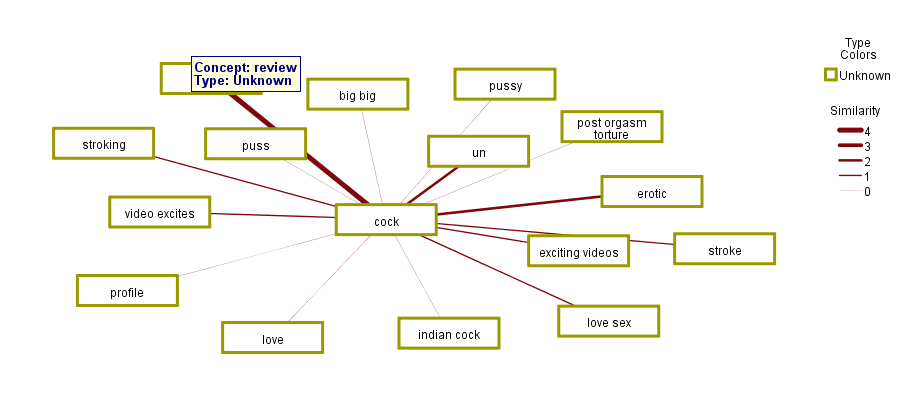 Concept: review
Type: Unknown
big big
pussy
post orgasm
torture
stroking
puss
un
video excites
cock
erotic
exciting videos
stroke
profile
love
indian cock
love sex
Type
Colors
Unknown
Similarity
4
3
2
1
0